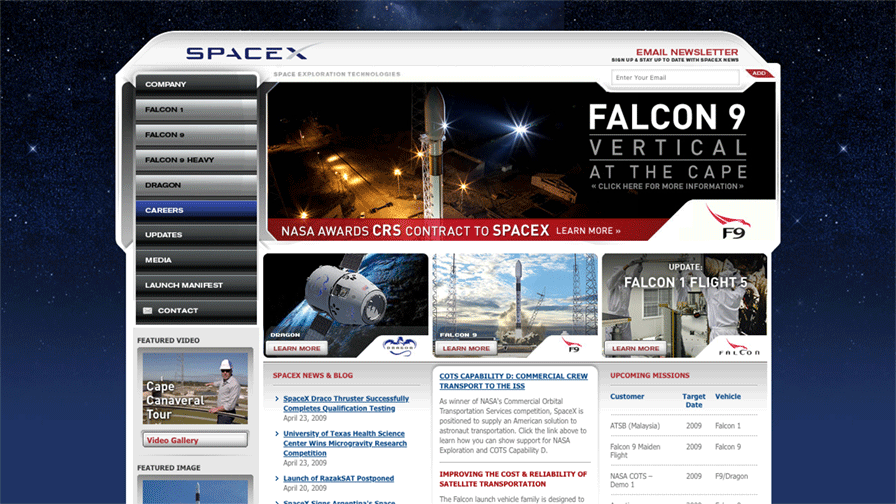 SPACEX
EMAIL NEWSLETTER
SIGN UP & STAY UP TO DATE WITH SPACEX NEWS
SPACE EXPLORATION TECHNOLOGIES
Enter Your Email
ADD
COMPANY
FALCON 1
FALCON 9
FALCON 9 HEAVY
DRAGON
CAREERS
UPDATES
MEDIA
LAUNCH MANIFEST
CONTACT
FALCON 9
VERTICAL
AT THE CAPE
« CLICK HERE FOR MORE INFORMATION »
NASA AWARDS CRS CONTRACT TO SPACEX LEARN MORE »
F9
DRAGON
LEARN MORE
DRAGON
FALCON 9
LEARN MORE
F9
UPDATE:
FALCON 1 FLIGHT 5
LEARN MORE
FALCON
FEATURED VIDEO
Cape
Canaveral
Tour
Video Gallery
FEATURED IMAGE
SPACEX NEWS & BLOG
SpaceX Draco Thruster Successfully
Completes Qualification Testing
April 23, 2009
University of Texas Health Science
Center Wins Microgravity Research
Competition
April 23, 2009
Launch of RazakSAT Postponed
April 20, 2009
SpaceX Signs Argentina's Space
COTS CAPABILITY D: COMMERCIAL CREW
TRANSPORT TO THE ISS
As winner of NASA's Commercial Orbital
Transportation Services competition, SpaceX is
positioned to supply an American solution to
astronaut transportation. Click the link above to
learn how you can show support for NASA
Exploration and COTS Capability D.
IMPROVING THE COST & RELIABILITY OF
SATELLITE TRANSPORTATION
The Falcon launch vehicle family is designed to
UPCOMING MISSIONS
Customer Target Date Vehicle
ATSB (Malaysia) 2009 Falcon 1
Falcon 9 Maiden Flight 2009 Falcon 9
NASA COTS – Demo 1 2009 F9/Dragon